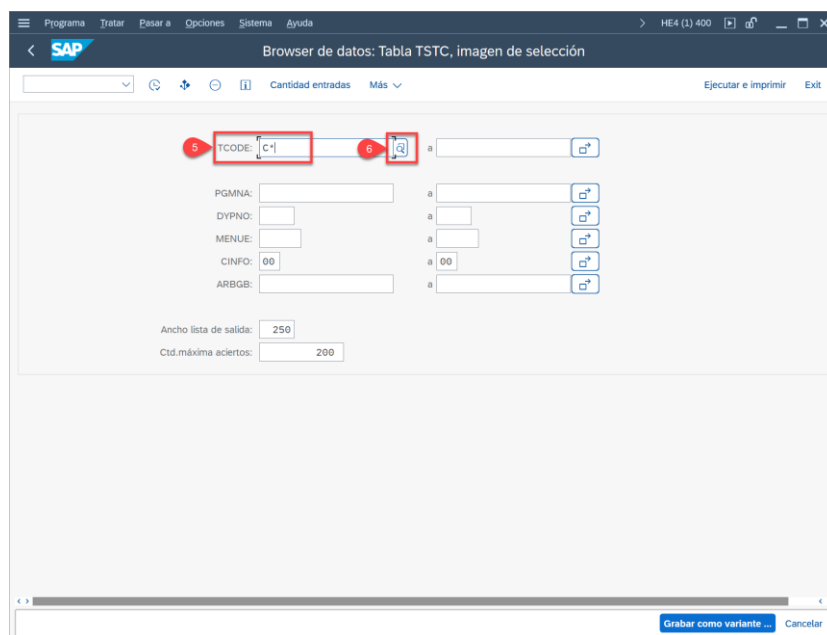 Programa Tratar Pasar a Opciones Sistema Ayuda HE4 (1) 400
SAP Browser de datos: Tabla TSTC, imagen de selección
Cantidad entradas Más Ejecutar e imprimir Exit
5 TCODE: C* 6 a
PGMNA: a
DYPNO: a
MENUE: a
CINFO: 00 a 00
ARBGB: a
Ancho lista de salida: 250
Ctd.máxima aciertos: 200
Grabar como variante ... Cancelar